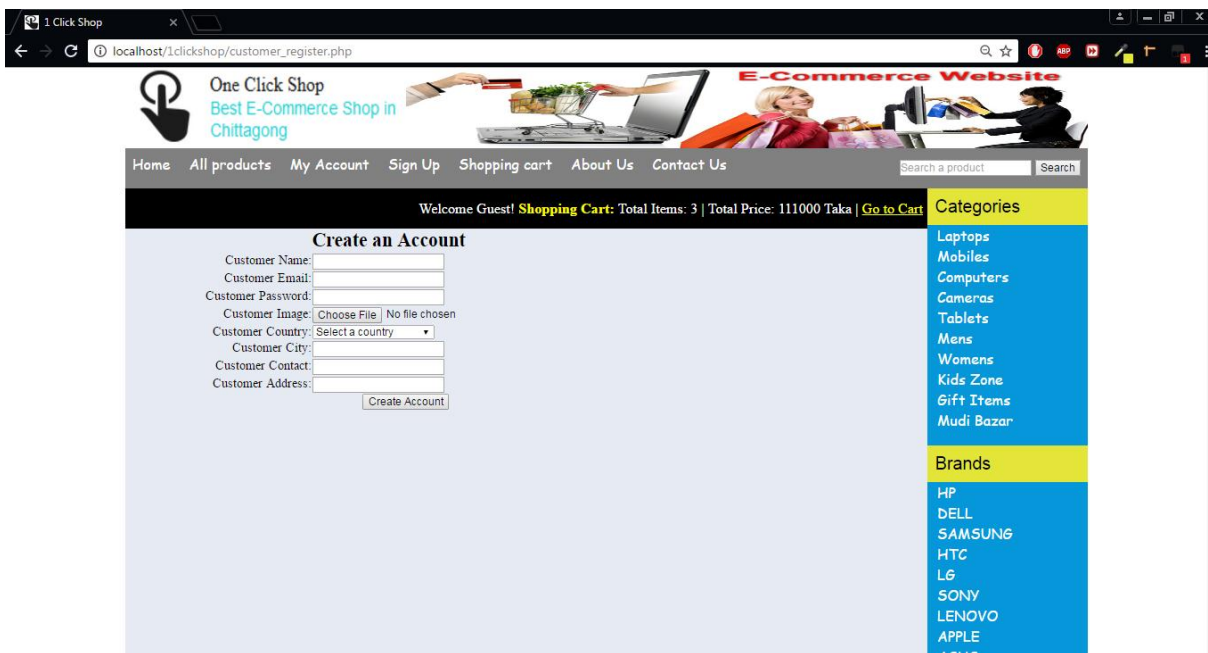 1 Click Shop
localhost/1clickshop/customer_register.php
ABP
1
One Click Shop
Best E-Commerce Shop in
Chittagong
E-Commerce Website
Home All products My Account Sign Up Shopping cart About Us Contact Us
Search a product Search
Welcome Guest! Shopping Cart: Total Items: 3 | Total Price: 111000 Taka | Go to Cart
Create an Account
Customer Name:
Customer Email:
Customer Password:
Customer Image: Choose File No file chosen
Customer Country: Select a country
Customer City:
Customer Contact:
Customer Address:
Create Account
Categories
Laptops
Mobiles
Computers
Cameras
Tablets
Mens
Womens
Kids Zone
Gift Items
Mudi Bazar
Brands
HP
DELL
SAMSUNG
HTC
LG
SONY
LENOVO
APPLE